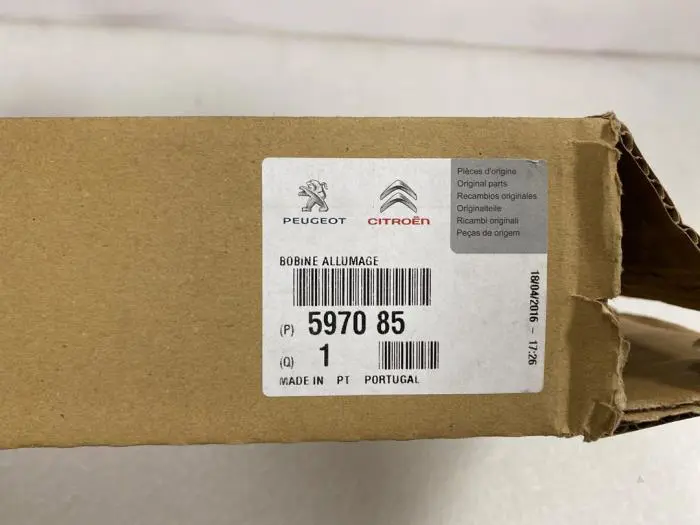 PEUGEOT
CITROËN
Pièces d'origine
Original parts
Recambios originales
Originalteile
Ricambi originali
Peças de origem
BOBINE ALLUMAGE
(P) 5970 85
(Q) 1
MADE IN PT PORTUGAL
18/04/2016 - 17:26